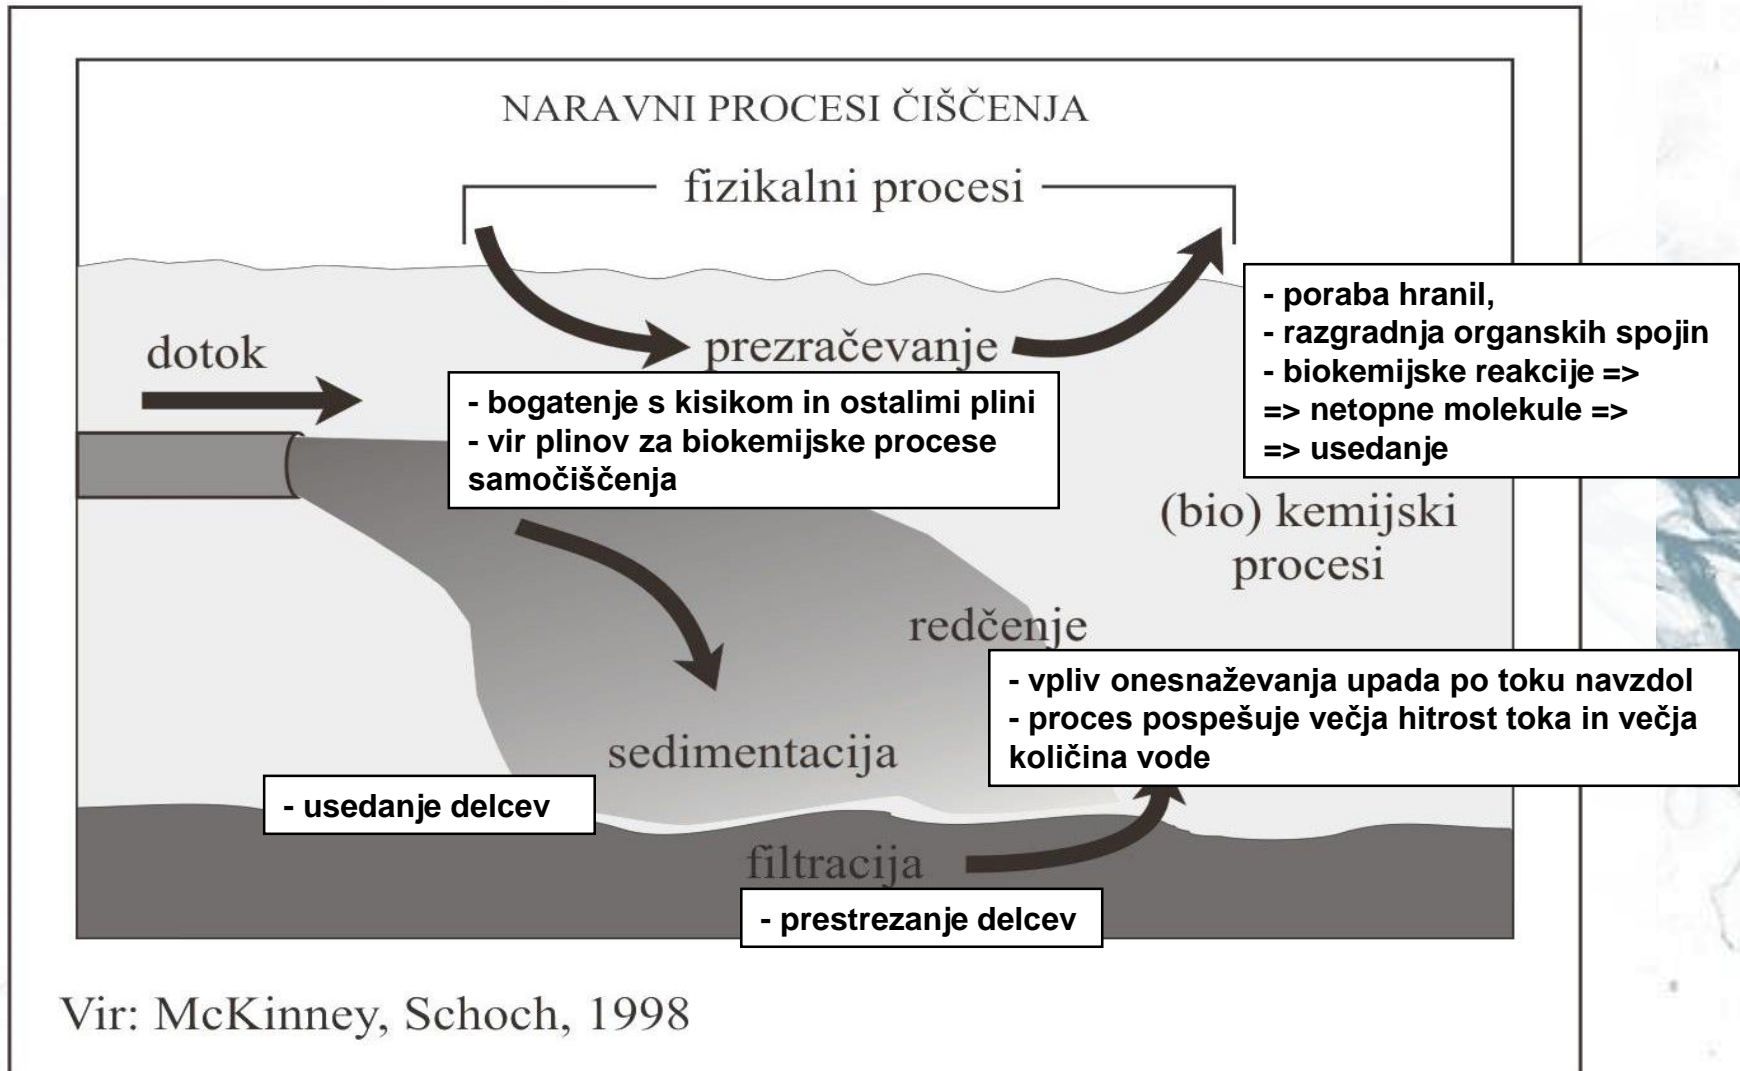 NARAVNI PROCESI ČIŠČENJA
fizikalni procesi
dotok
prezračevanje
- bogatenje s kisikom in ostalimi plini
- vir plinov za biokemijske procese
samočiščenja
- poraba hranil,
- razgradnja organskih spojin
- biokemijske reakcije =>
=> netopne molekule =>
=> usedanje
(bio) kemijski
procesi
redčenje
- vpliv onesnaževanja upada po toku navzdol
- proces pospešuje večja hitrost toka in večja
količina vode
sedimentacija
- usedanje delcev
filtracija
- prestrezanje delcev
Vir: McKinney, Schoch, 1998